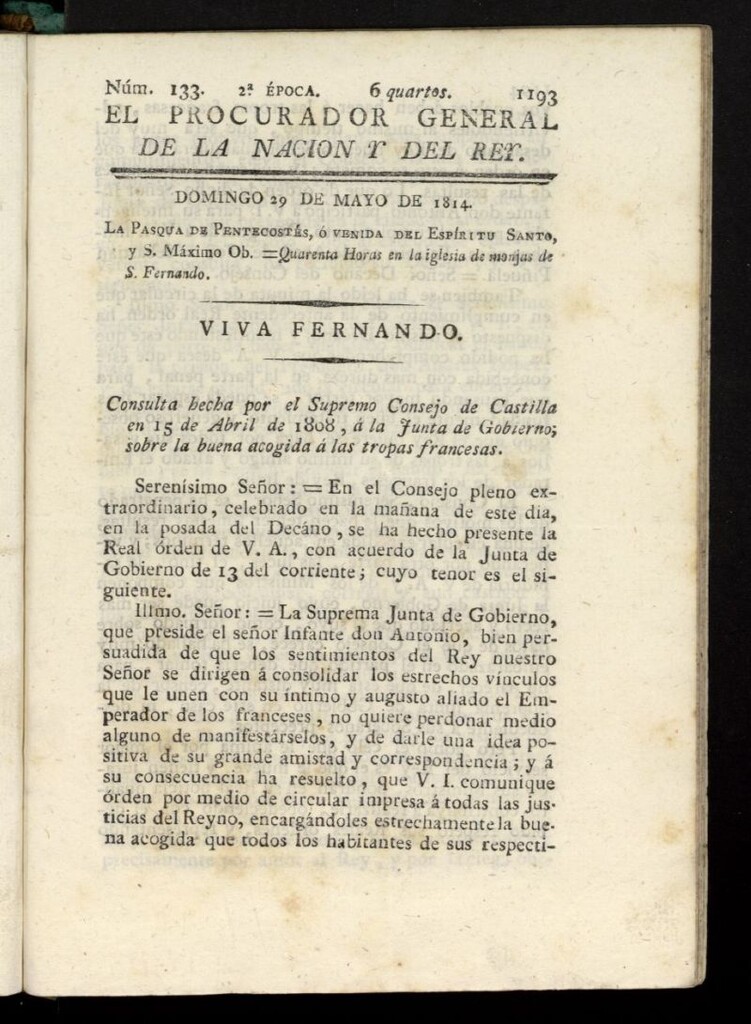 Núm. 133. 2ª ÉPOCA. 6 quartos. 1193
EL PROCURADOR GENERAL
DE LA NACION Y DEL REY.
DOMINGO 29 DE MAYO DE 1814.
LA PASQUA DE PENTECOSTÉS, Ó VENIDA DEL ESPÍRITU SANTO,
y S. Máximo Ob. =Quarenta Horas en la iglesia de monjas de
S. Fernando.
VIVA FERNANDO.
Consulta hecha por el Supremo Consejo de Castilla
en 15 de Abril de 1808, á la Junta de Gobierno;
sobre la buena acogida á las tropas francesas.
Serenísimo Señor: = En el Consejo pleno ex-
traordinario, celebrado en la mañana de este dia,
en la posada del Decáno, se ha hecho presente la
Real órden de V. A., con acuerdo de la Junta de
Gobierno de 13 del corriente; cuyo tenor es el si-
guiente.
Illmo. Señor: = La Suprema Junta de Gobierno,
que preside el señor Infante don Antonio, bien per-
suadida de que los sentimientos del Rey nuestro
Señor se dirigen á consolidar los estrechos vínculos
que le unen con su íntimo y augusto aliado el Em-
perador de los franceses, no quiere perdonar medio
alguno de manifestárselos, y de darle una idea po-
sitiva de su grande amistad y correspondencia; y á
su consecuencia ha resuelto, que V. I. comunique
órden por medio de circular impresa á todas las jus-
ticias del Reyno, encargándoles estrechamente la bue-
na acogida que todos los habitantes de sus respecti-